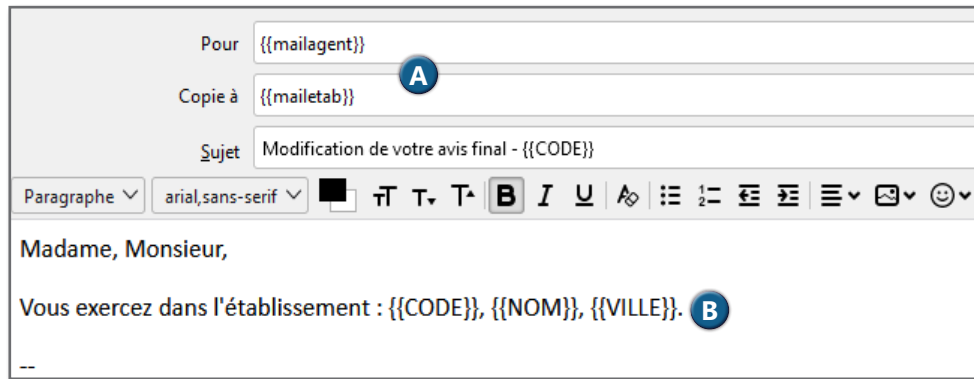 Pour {{mailagent}}
A
Copie à {{mailetab}}
Sujet Modification de votre avis final - {{CODE}}
Paragraphe arial,sans-serif B I U
Madame, Monsieur,
Vous exercez dans l'établissement : {{CODE}}, {{NOM}}, {{VILLE}}. B
--